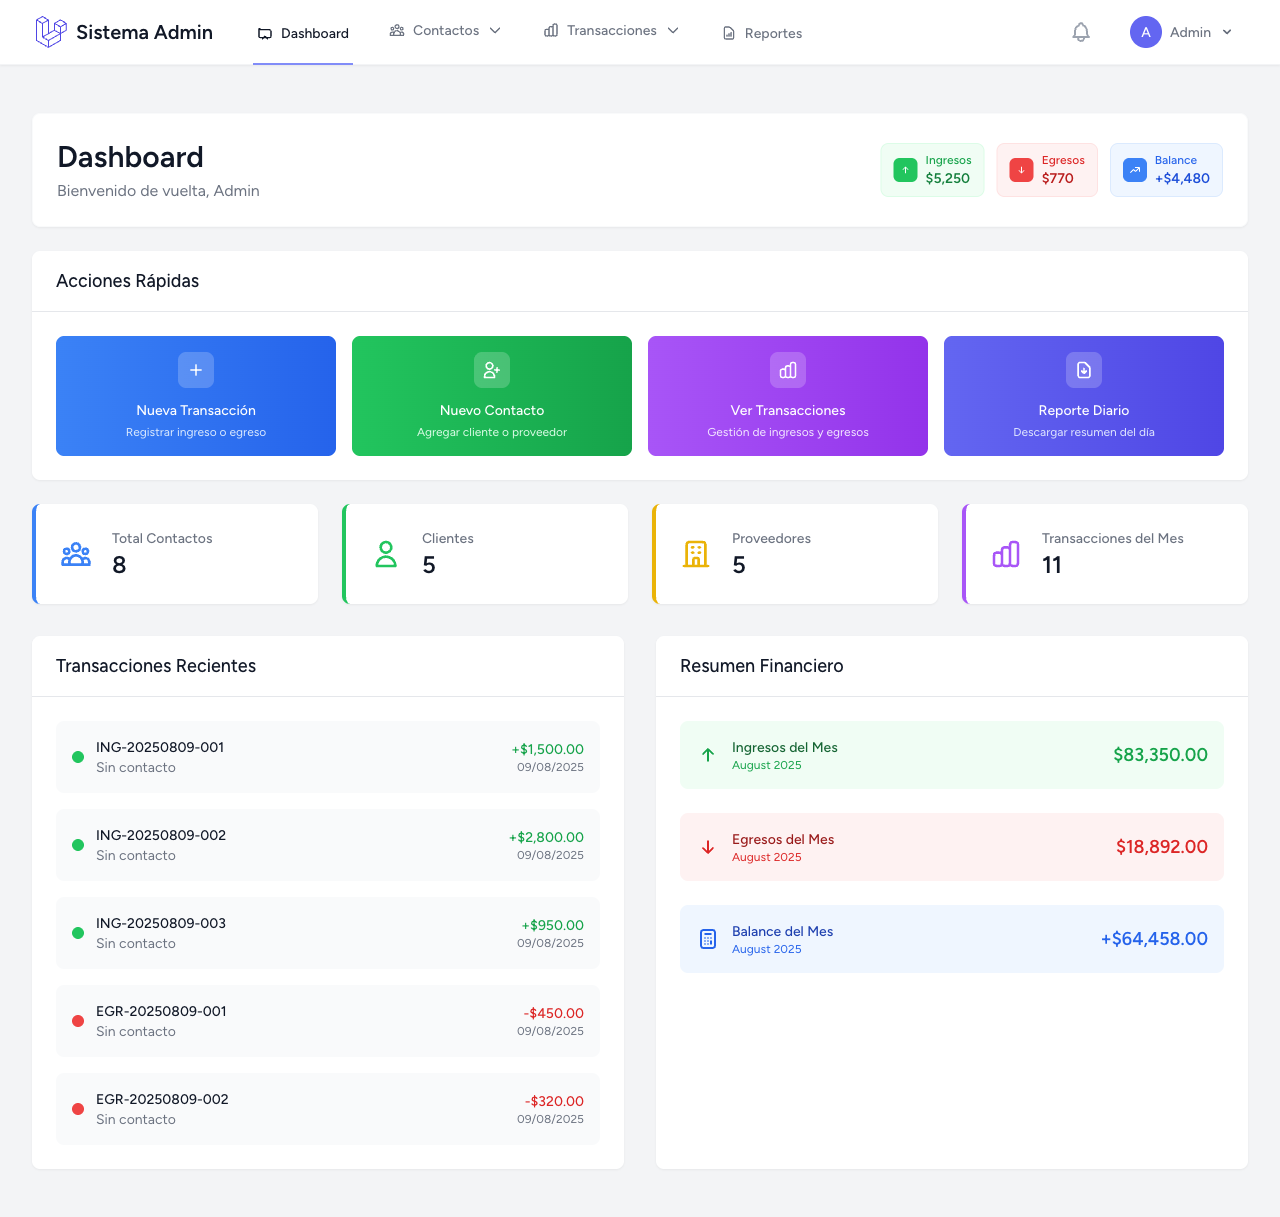 Sistema Admin
Dashboard
Contactos
Transacciones
Reportes
A
Admin
Dashboard
Bienvenido de vuelta, Admin
Ingresos
$5,250
Egresos
$770
Balance
+$4,480
Acciones Rápidas
Nueva Transacción
Registrar ingreso o egreso
Nuevo Contacto
Agregar cliente o proveedor
Ver Transacciones
Gestión de ingresos y egresos
Reporte Diario
Descargar resumen del día
Total Contactos
8
Clientes
5
Proveedores
5
Transacciones del Mes
11
Transacciones Recientes
ING-20250809-001
Sin contacto
+$1,500.00
09/08/2025
ING-20250809-002
Sin contacto
+$2,800.00
09/08/2025
ING-20250809-003
Sin contacto
+$950.00
09/08/2025
EGR-20250809-001
Sin contacto
-$450.00
09/08/2025
EGR-20250809-002
Sin contacto
-$320.00
09/08/2025
Resumen Financiero
Ingresos del Mes
August 2025
$83,350.00
Egresos del Mes
August 2025
$18,892.00
Balance del Mes
August 2025
+$64,458.00